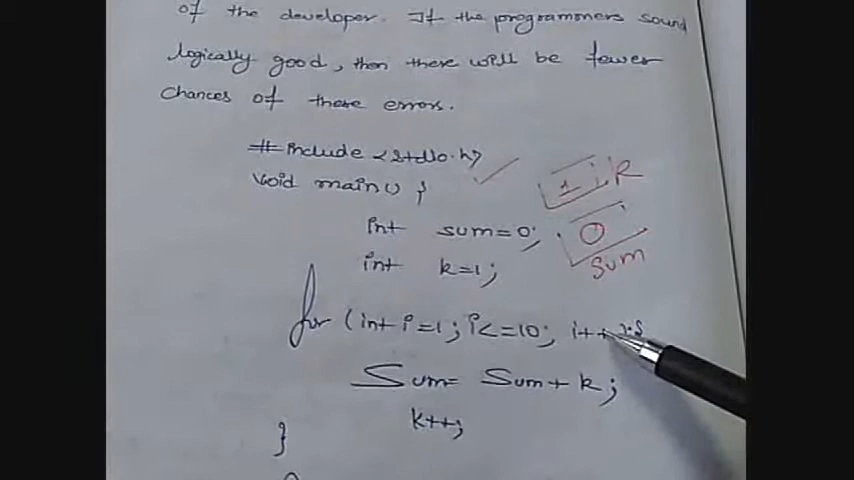 of the developer. If the programmers sound
logically good, then there will be fewer
chances of these errors.
# include <stdio.h>
void main() {
1 k
int sum=0;
0
sum
int k=1;
for (int i=1; i<=10; i++
Sum= Sum+k;
k++;
}